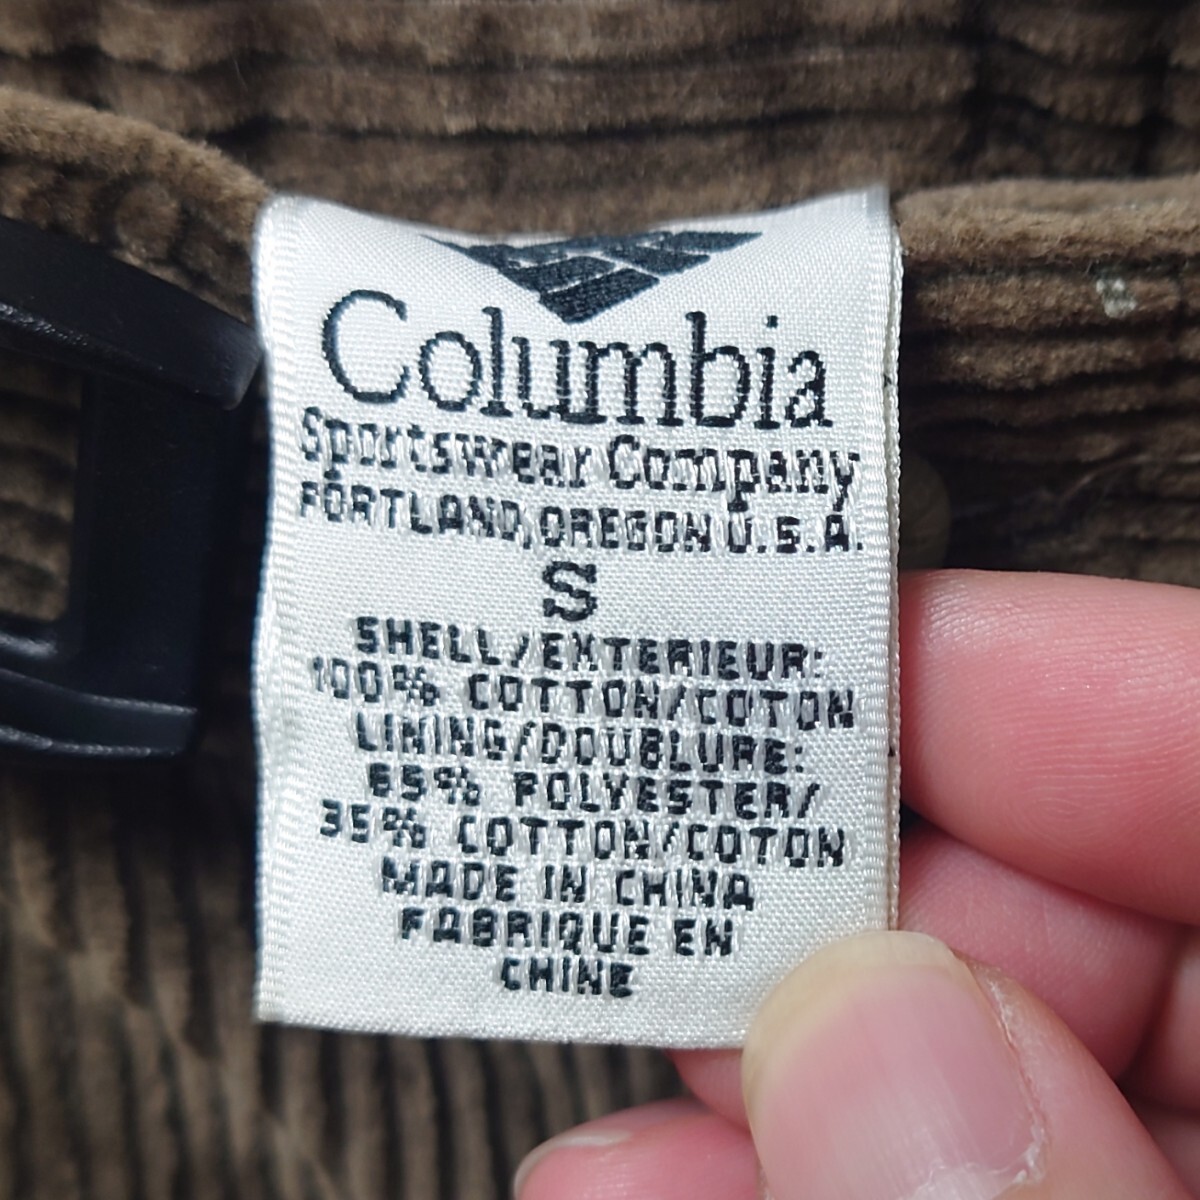 Columbia
Sportswear Company
PORTLAND, OREGON U.S.A.
S
SHELL/EXTERIEUR:
100% COTTON/COTON
LINING/DOUBLURE:
65% POLYESTER/
35% COTTON/COTON
MADE IN CHINA
FABRIQUE EN
CHINE